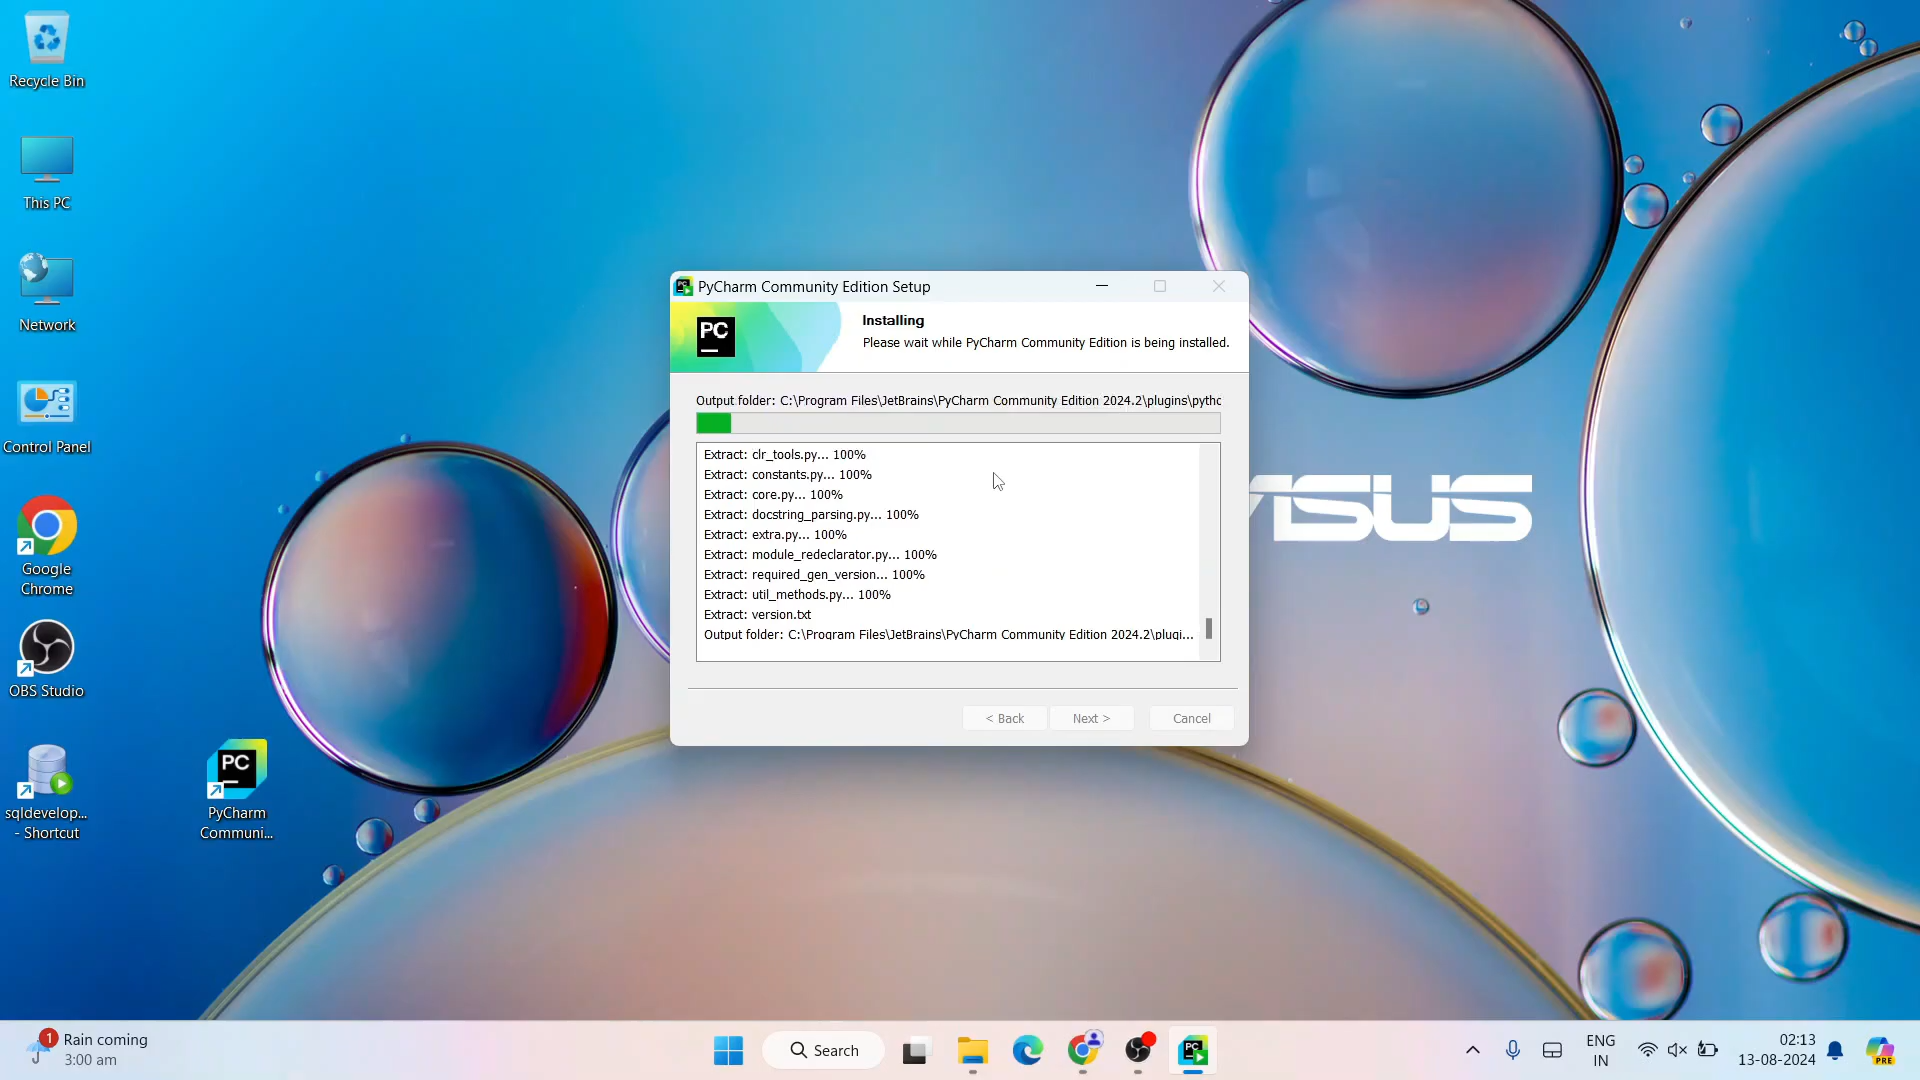 Recycle Bin
This PC
Network
Control Panel
Google
Chrome
OBS Studio
sqldevelop...
- Shortcut
PC
PyCharm
Communi...
PyCharm Community Edition Setup
PC
Installing
Please wait while PyCharm Community Edition is being installed.
Output folder: C:\Program Files\JetBrains\PyCharm Community Edition 2024.2\plugins\pythc
Extract: clr_tools.py... 100%
Extract: constants.py... 100%
Extract: core.py... 100%
Extract: docstring_parsing.py... 100%
Extract: extra.py... 100%
Extract: module_redeclarator.py... 100%
Extract: required_gen_version... 100%
Extract: util_methods.py... 100%
Extract: version.txt
Output folder: C:\Program Files\JetBrains\PyCharm Community Edition 2024.2\plugi...
< Back
Next >
Cancel
ASUS
1
Rain coming
3:00 am
Search
PC
ENG
IN
02:13
13-08-2024
PRE